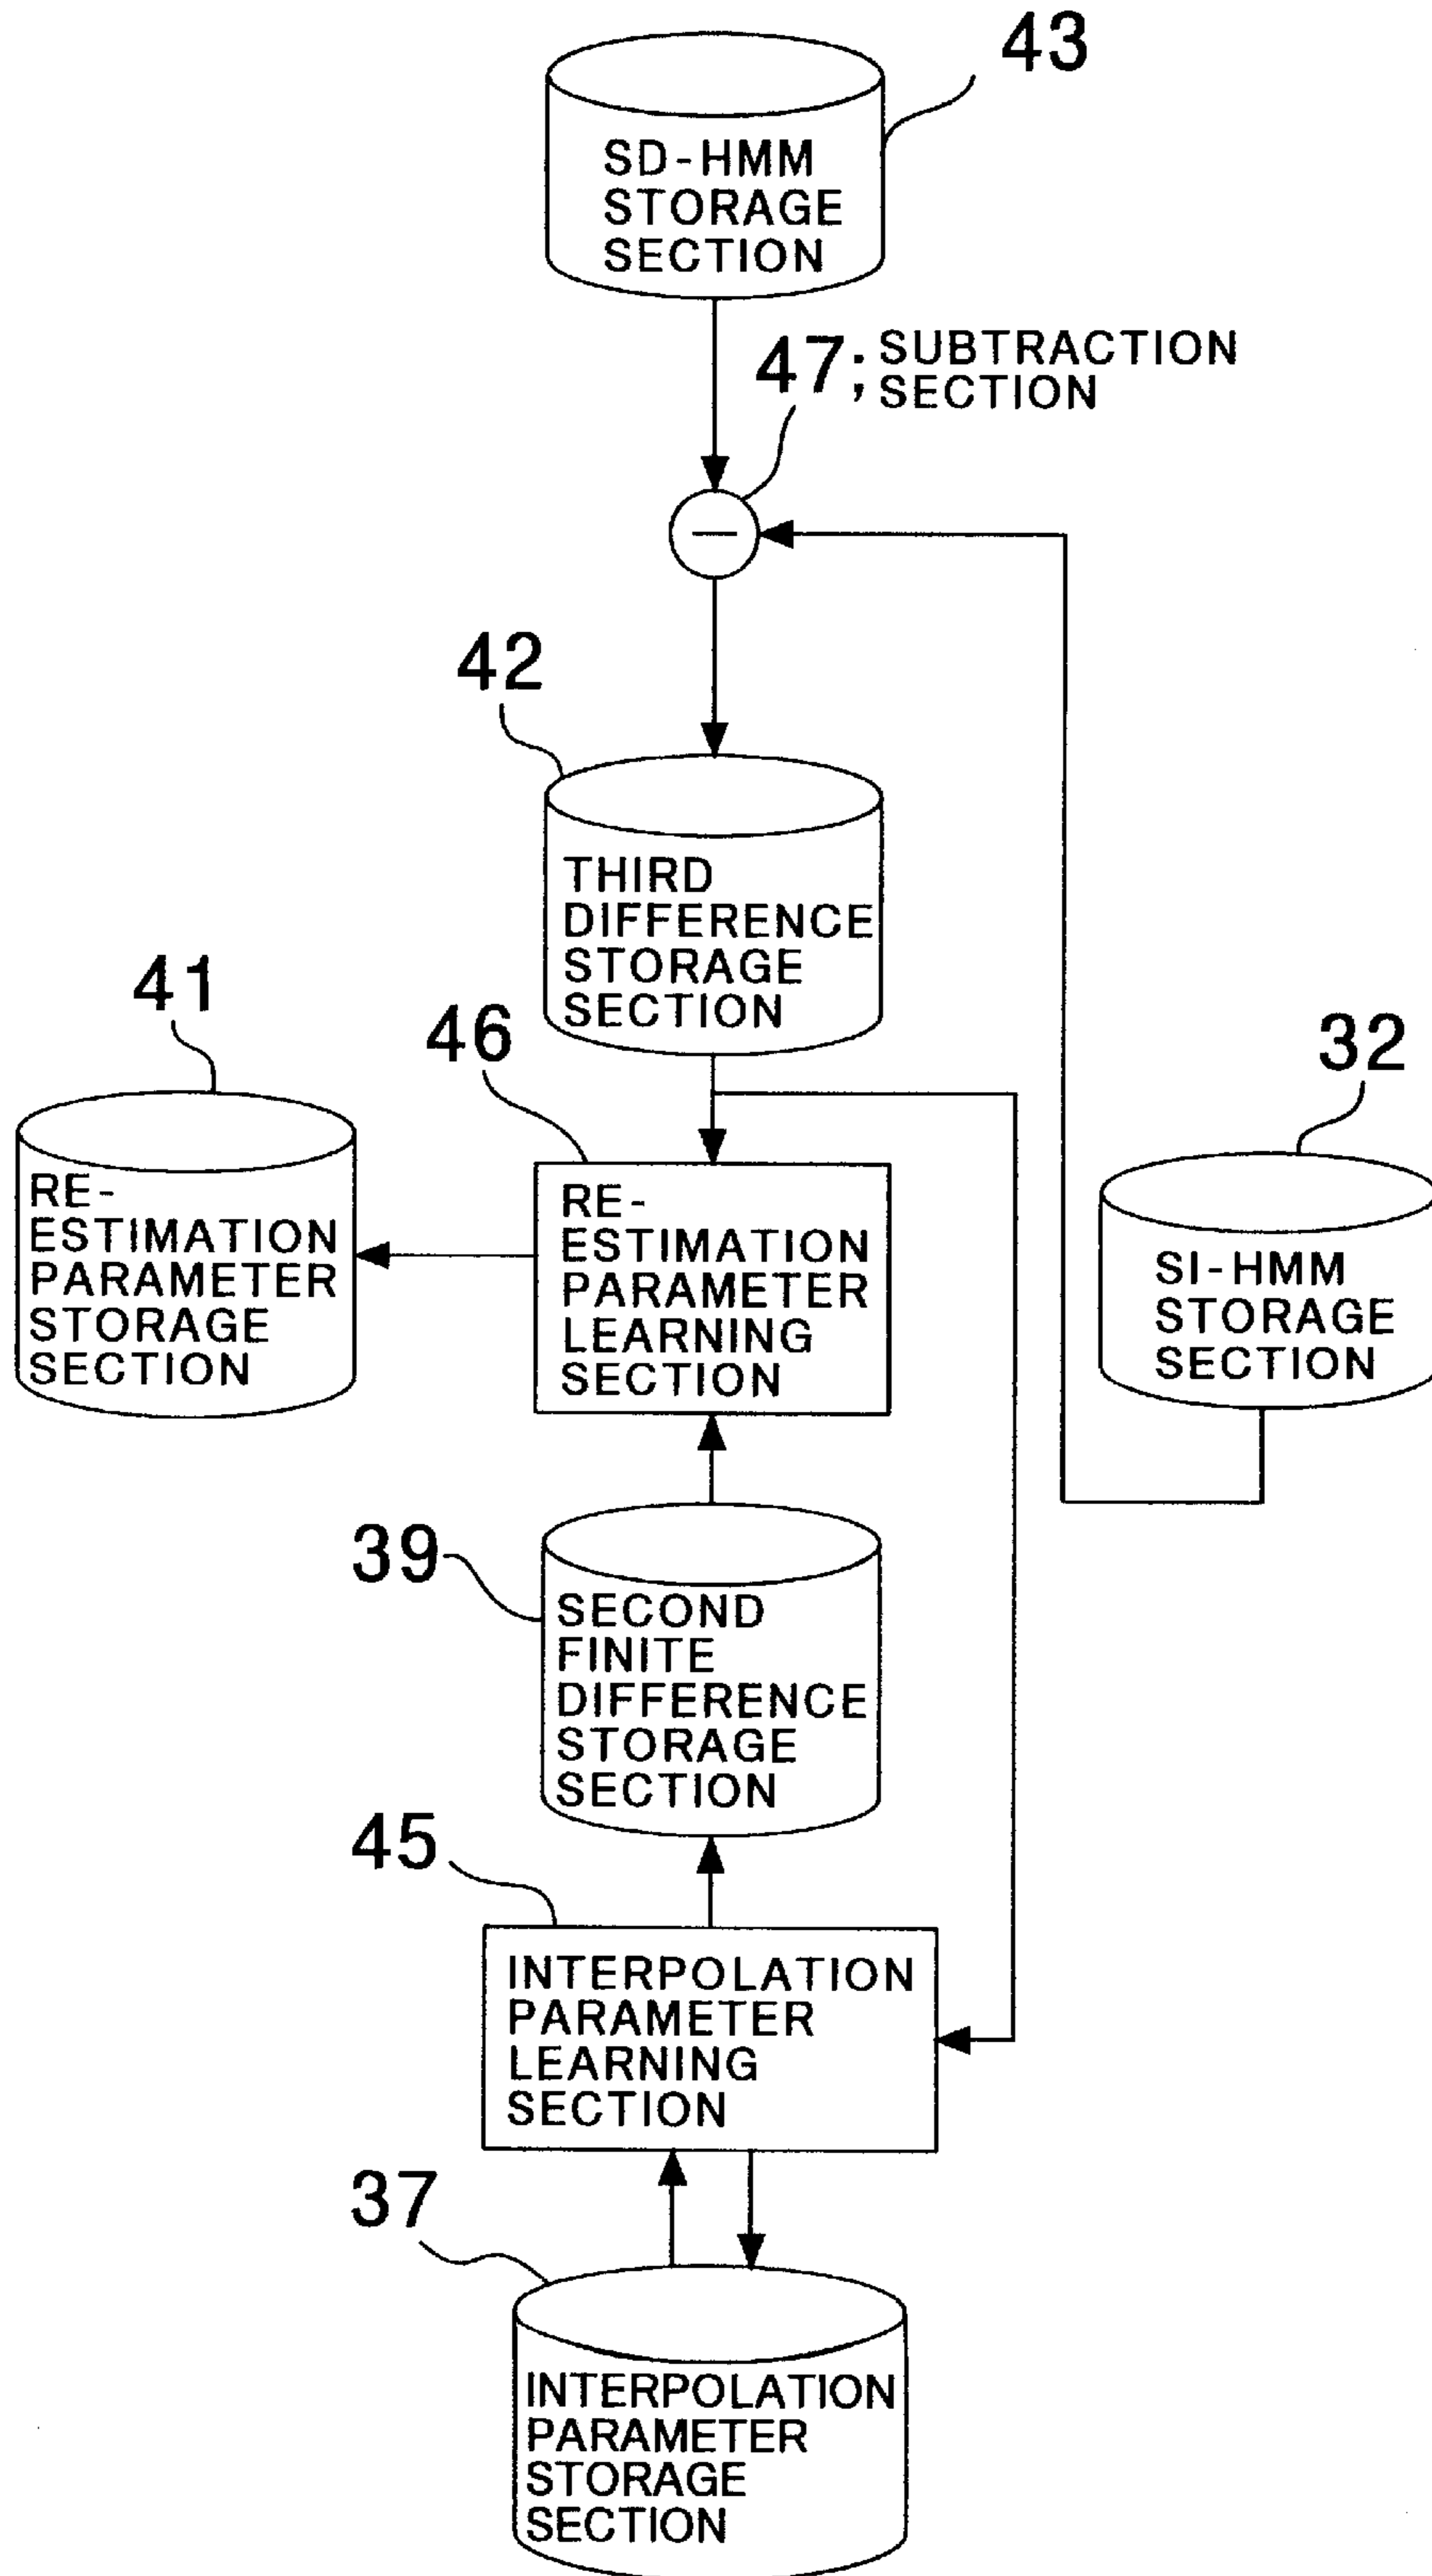 43
SD-HMM
STORAGE
SECTION
47; SUBTRACTION
SECTION
42
THIRD
DIFFERENCE
STORAGE
SECTION
41
46
32
RE-
ESTIMATION
PARAMETER
STORAGE
SECTION
RE-
ESTIMATION
PARAMETER
LEARNING
SECTION
SI-HMM
STORAGE
SECTION
39
SECOND
FINITE
DIFFERENCE
STORAGE
SECTION
45
INTERPOLATION
PARAMETER
LEARNING
SECTION
37
INTERPOLATION
PARAMETER
STORAGE
SECTION